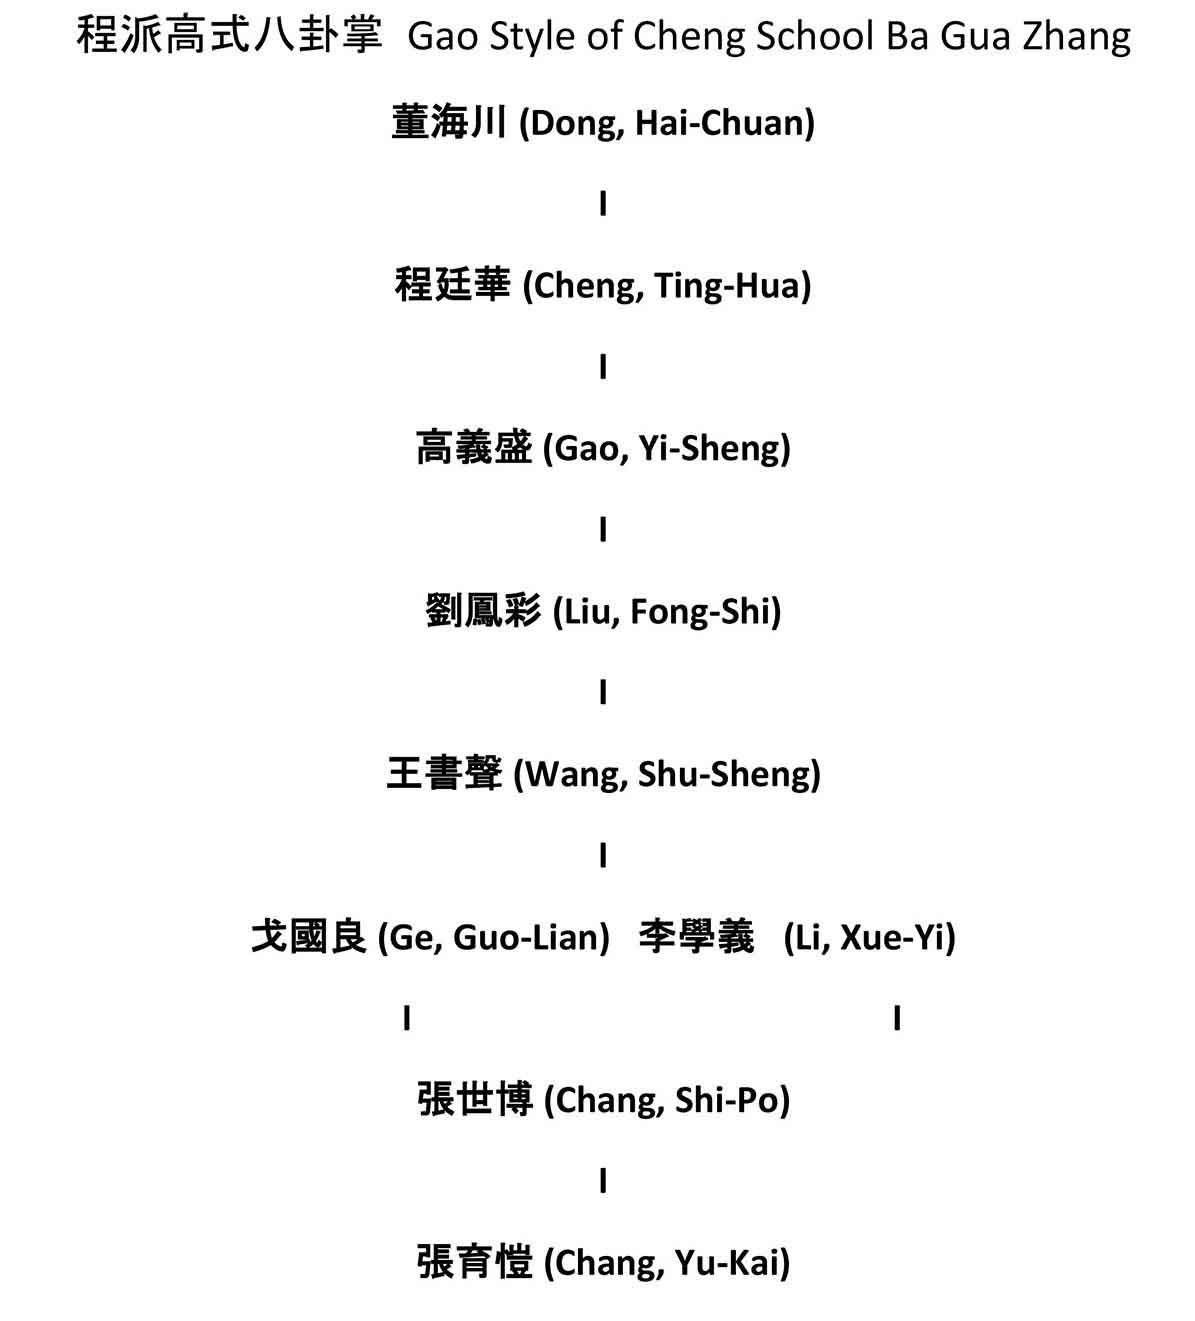 程派高式八卦掌 Gao Style of Cheng School Ba Gua Zhang
董海川 (Dong, Hai-Chuan)
I
程廷華 (Cheng, Ting-Hua)
I
高義盛 (Gao, Yi-Sheng)
I
劉鳳彩 (Liu, Fong-Shi)
I
王書聲 (Wang, Shu-Sheng)
I
戈國良 (Ge, Guo-Lian) 李學義 (Li, Xue-Yi)
I I
張世博 (Chang, Shi-Po)
I
張育愷 (Chang, Yu-Kai)